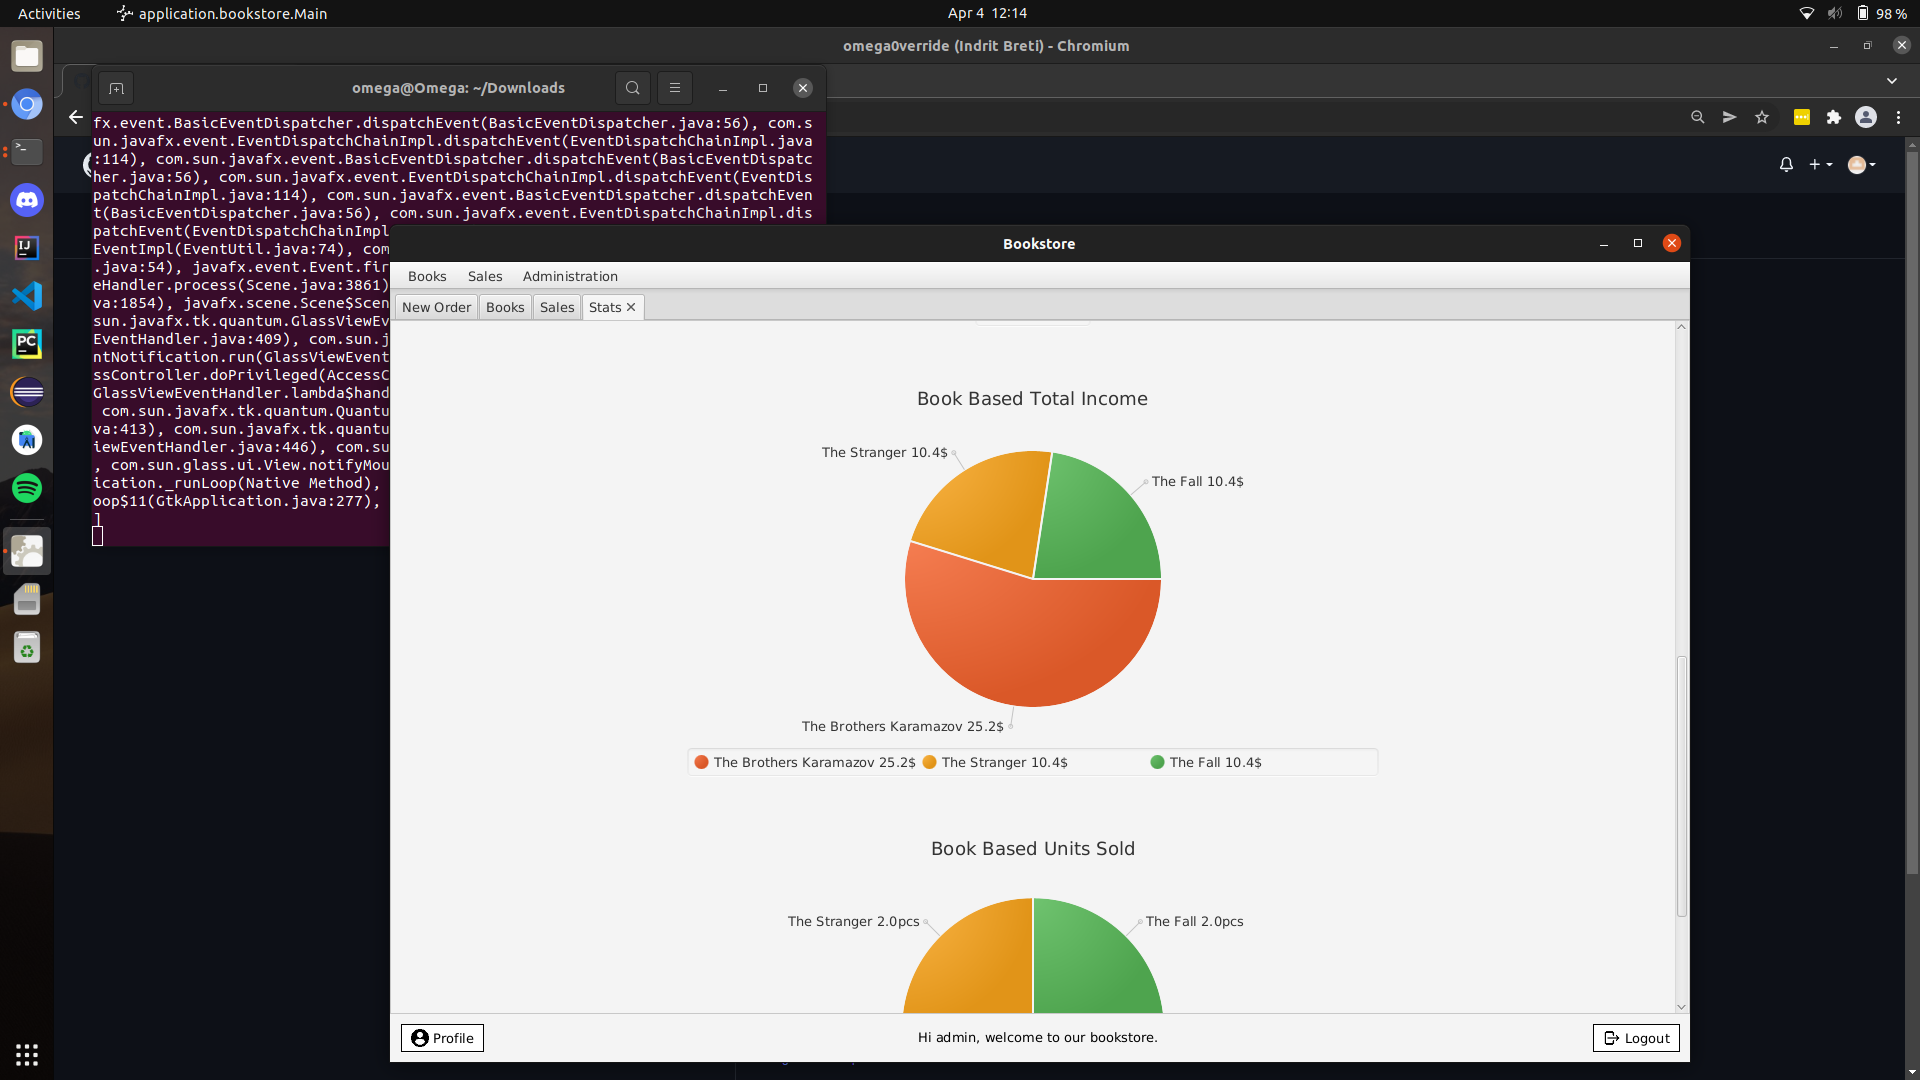 Activities
application.bookstore.Main
Apr 4 12:14
98 %
omega0verride (Indrit Breti) - Chromium
omega@Omega: ~/Downloads
fx.event.BasicEventDispatcher.dispatchEvent(BasicEventDispatcher.java:56), com.s
un.javafx.event.EventDispatchChainImpl.dispatchEvent(EventDispatchChainImpl.java
:114), com.sun.javafx.event.BasicEventDispatcher.dispatchEvent(BasicEventDispatc
her.java:56), com.sun.javafx.event.EventDispatchChainImpl.dispatchEvent(EventDis
patchChainImpl.java:114), com.sun.javafx.event.BasicEventDispatcher.dispatchEven
t(BasicEventDispatcher.java:56), com.sun.javafx.event.EventDispatchChainImpl.dis
patchEvent(EventDispatchChainImpl
EventImpl(EventUtil.java:74), com
.java:54), javafx.event.Event.fir
eHandler.process(Scene.java:3861)
va:1854), javafx.scene.Scene$Scen
sun.javafx.tk.quantum.GlassViewEv
EventHandler.java:409), com.sun.j
ntNotification.run(GlassViewEvent
ssController.doPrivileged(AccessC
GlassViewEventHandler.lambda$hand
com.sun.javafx.tk.quantum.Quantu
va:413), com.sun.javafx.tk.quantu
iewEventHandler.java:446), com.su
, com.sun.glass.ui.View.notifyMou
ication._runLoop(Native Method),
oop$11(GtkApplication.java:277),
]
Bookstore
Books Sales Administration
New Order Books Sales Stats
Book Based Total Income
The Stranger 10.4$
The Fall 10.4$
The Brothers Karamazov 25.2$
The Brothers Karamazov 25.2$ The Stranger 10.4$ The Fall 10.4$
Book Based Units Sold
The Stranger 2.0pcs
The Fall 2.0pcs
Profile
Hi admin, welcome to our bookstore.
Logout